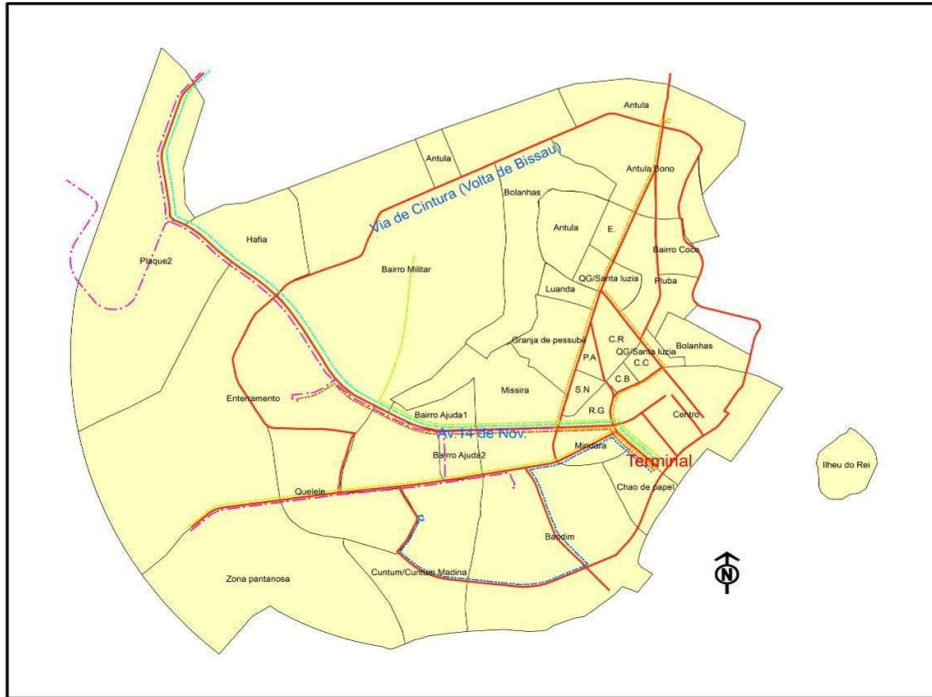 Antula
Antula
Antula Bono
Via de Cintura (Volta de Bissau)
Bolanhas
Antula
E.
Hafia
Bairro Coco
Plaque2
Bairro Militar
QG/Santa luzia
Pluba
Luanda
Granja de pessube
C.R
QG/Santa luzia
Bolanhas
P.A
C.C
C.B
Missira
S.N
Enterramento
R.G
Centro
Bairro Ajuda1
Av.14 de Nov.
Mindara
Bairro Ajuda2
Terminal
Ilheu do Rei
Quelele
Chao de papel
Bandim
Zona pantanosa
Cuntum/Cuntum Madina
N